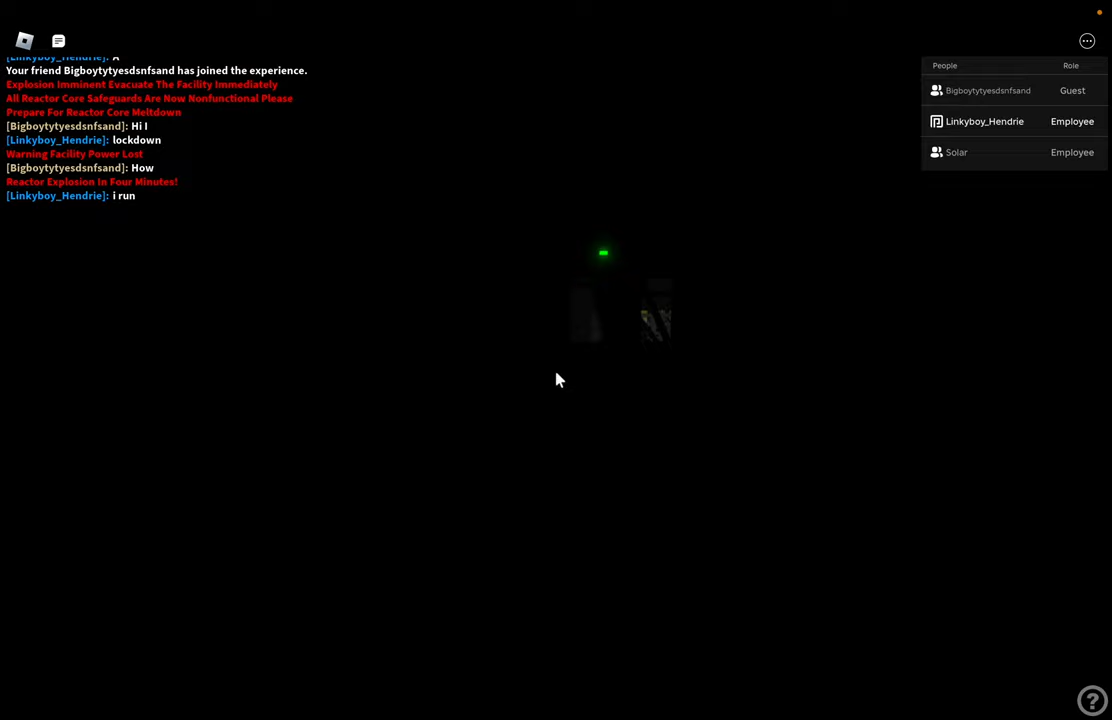 [Linkyboy_Hendrie]: A
Your friend Bigboytytyesdsnfsand has joined the experience.
Explosion Imminent Evacuate The Facility Immediately
All Reactor Core Safeguards Are Now Nonfunctional Please
Prepare For Reactor Core Meltdown
[Bigboytytyesdsnfsand]: Hi I
[Linkyboy_Hendrie]: lockdown
Warning Facility Power Lost
[Bigboytytyesdsnfsand]: How
Reactor Explosion In Four Minutes!
[Linkyboy_Hendrie]: i run
People Role
Bigboytytyesdsnfsand Guest
Linkyboy_Hendrie Employee
Solar Employee
?